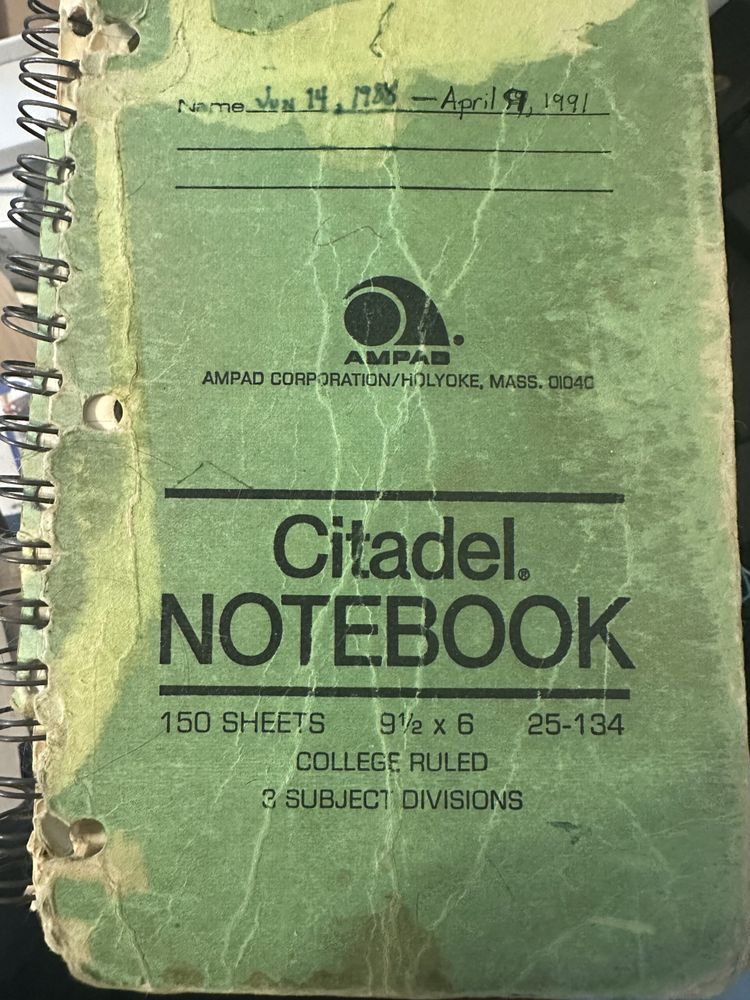 Name Jun 14, 1988 — April 9, 1991
AMPAD
AMPAD CORPORATION/HOLYOKE, MASS. 01040
Citadel®
NOTEBOOK
150 SHEETS 9½ x 6 25-134
COLLEGE RULED
3 SUBJECT DIVISIONS